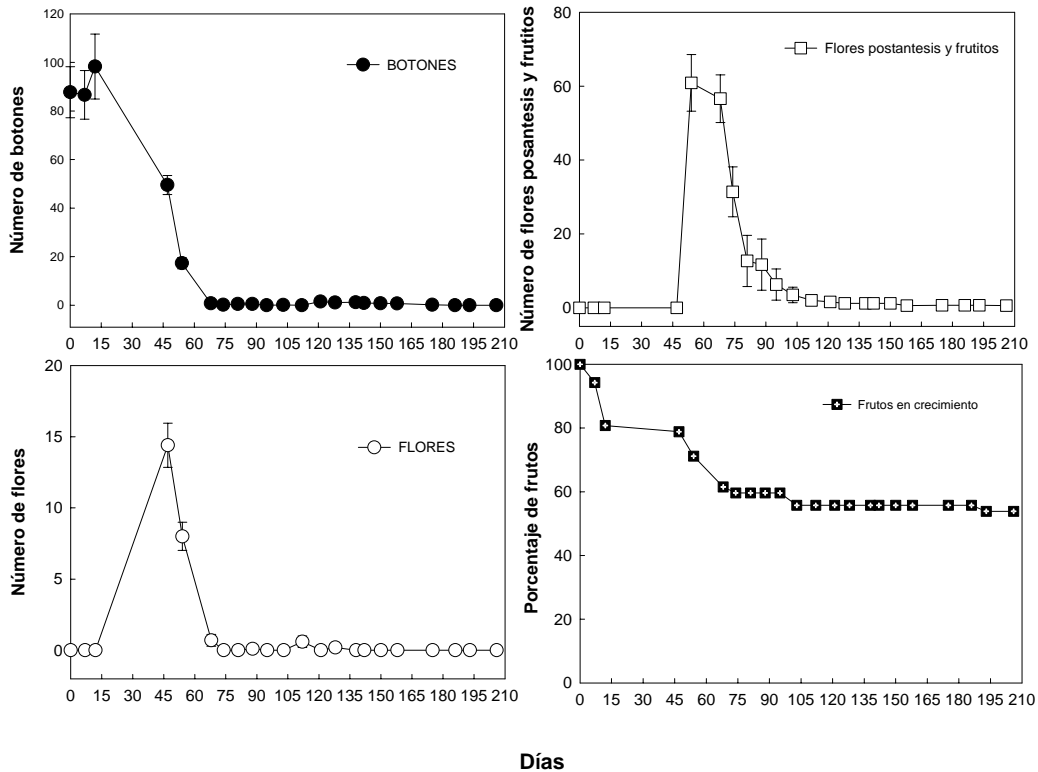 120
100
80
60
40
20
0
Número de botones
BOTONES
0 15 30 45 60 75 90 105 120 135 150 165 180 195 210
80
60
40
20
0
Número de flores posantesis y frutitos
Flores postantesis y frutitos
0 15 30 45 60 75 90 105 120 135 150 165 180 195 210
20
15
10
5
0
Número de flores
FLORES
0 15 30 45 60 75 90 105 120 135 150 165 180 195 210
100
80
60
40
20
0
Porcentaje de frutos
Frutos en crecimiento
0 15 30 45 60 75 90 105 120 135 150 165 180 195 210
Días